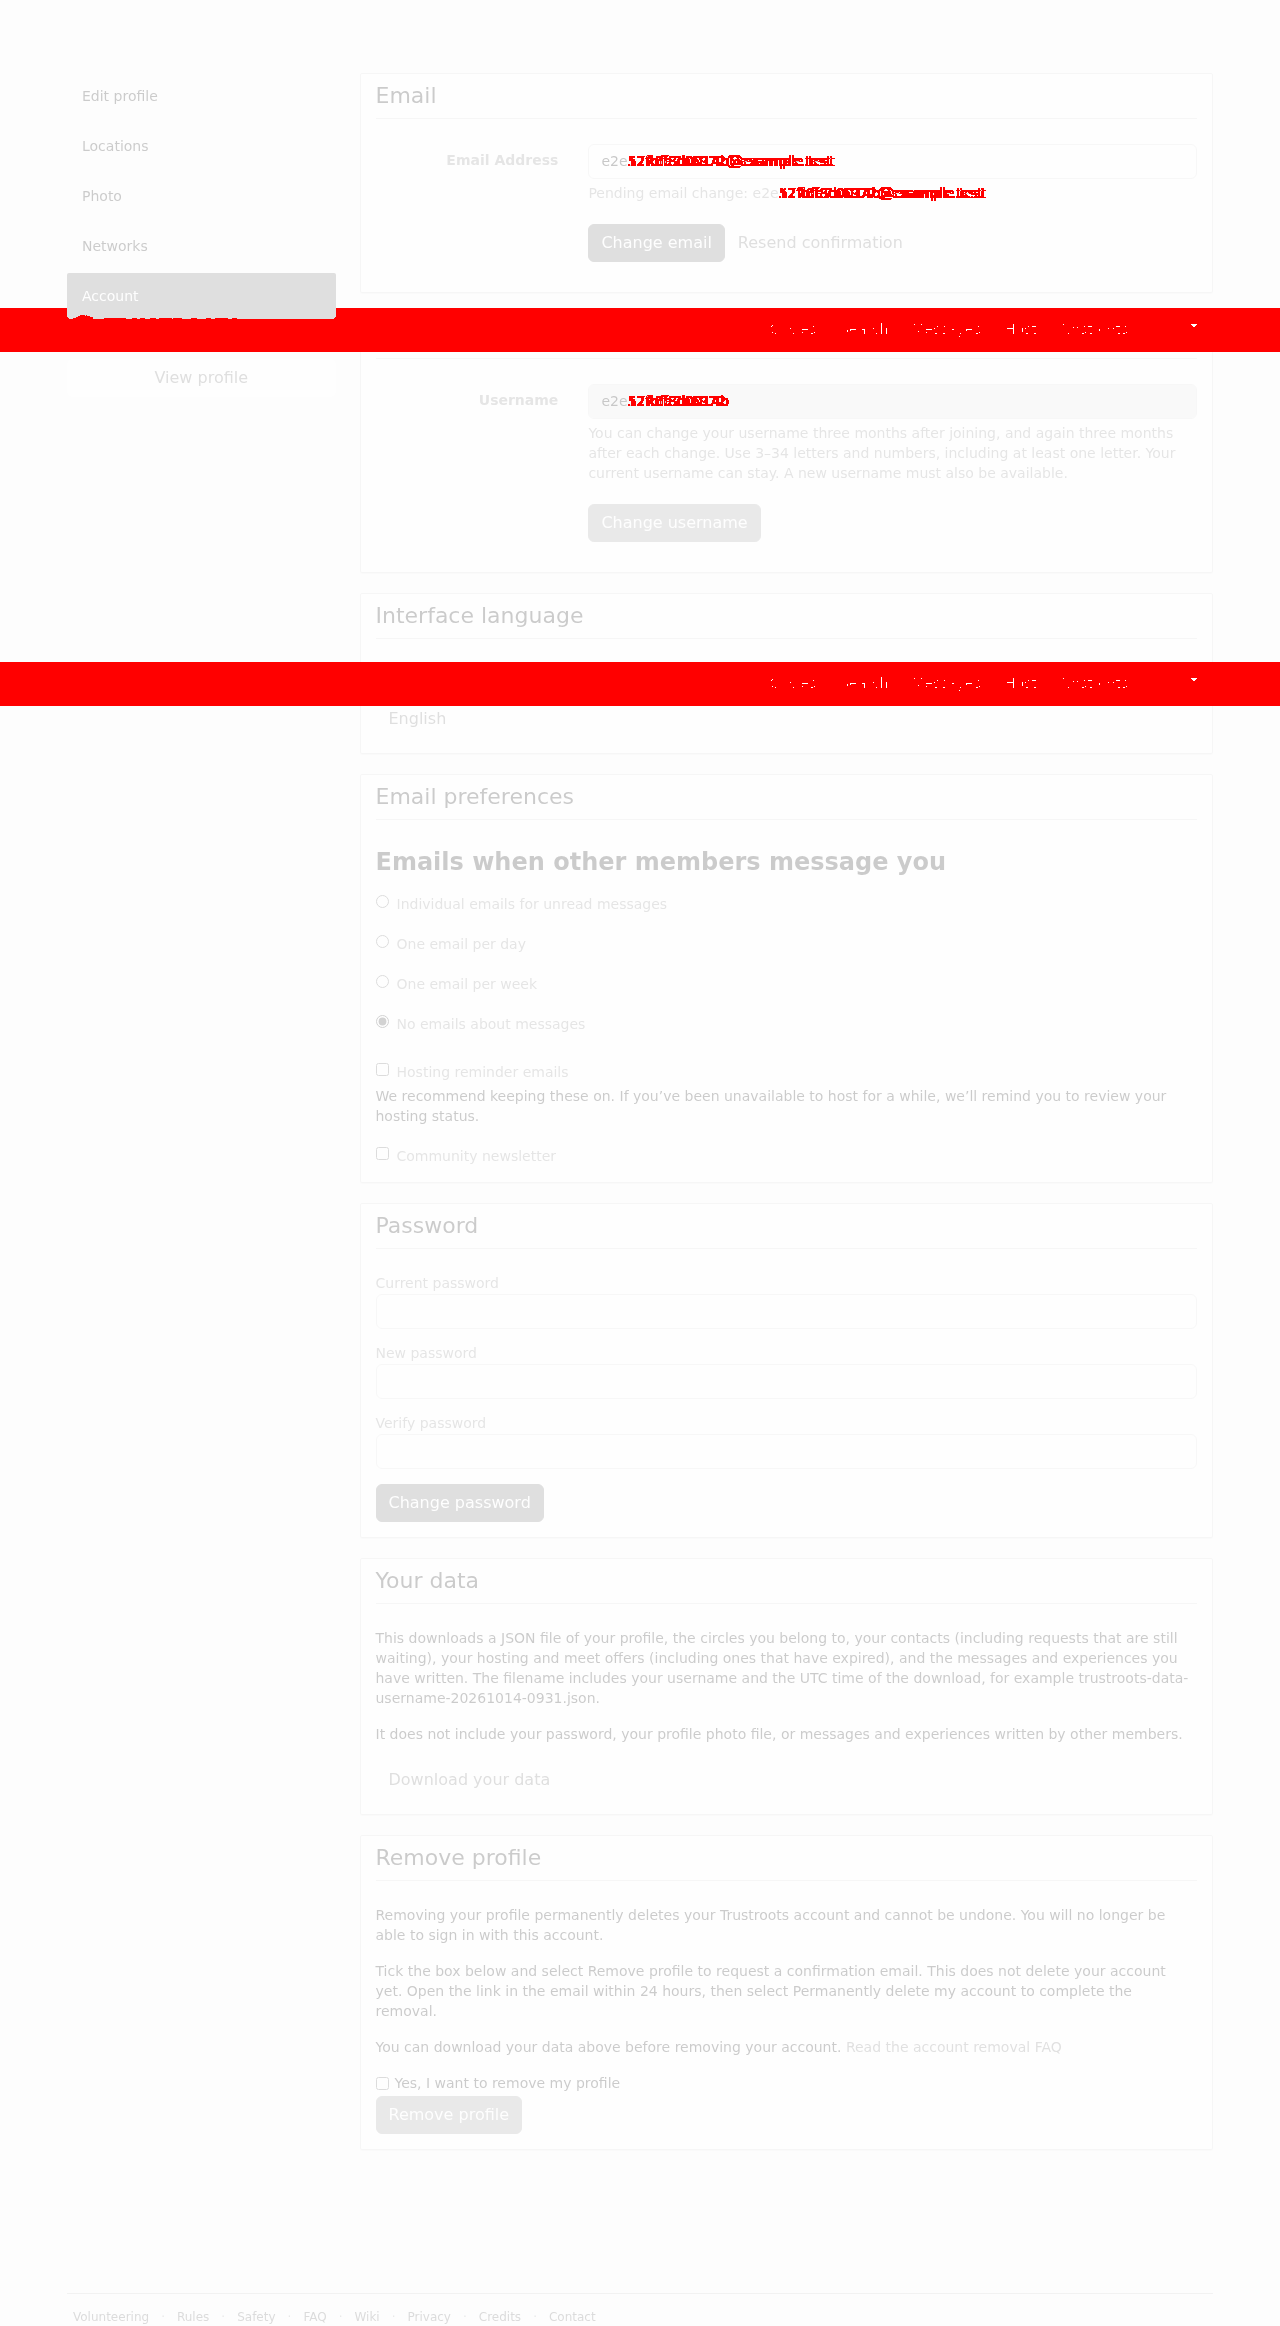 Edit profile
Locations
Photo
Networks
Account
View profile
Email
Email Address
e2e
Pending email change: e2e
Change email Resend confirmation
Username
e2e
You can change your username three months after joining, and again three months
after each change. Use 3–34 letters and numbers, including at least one letter. Your
current username can stay. A new username must also be available.
Change username
Interface language
English
Email preferences
Emails when other members message you
Individual emails for unread messages
One email per day
One email per week
No emails about messages
Hosting reminder emails
We recommend keeping these on. If you’ve been unavailable to host for a while, we’ll remind you to review your
hosting status.
Community newsletter
Password
Current password
New password
Verify password
Change password
Your data
This downloads a JSON file of your profile, the circles you belong to, your contacts (including requests that are still
waiting), your hosting and meet offers (including ones that have expired), and the messages and experiences you
have written. The filename includes your username and the UTC time of the download, for example trustroots-data-
username-20261014-0931.json.
It does not include your password, your profile photo file, or messages and experiences written by other members.
Download your data
Remove profile
Removing your profile permanently deletes your Trustroots account and cannot be undone. You will no longer be
able to sign in with this account.
Tick the box below and select Remove profile to request a confirmation email. This does not delete your account
yet. Open the link in the email within 24 hours, then select Permanently delete my account to complete the
removal.
You can download your data above before removing your account. Read the account removal FAQ
Yes, I want to remove my profile
Remove profile
Volunteering · Rules · Safety · FAQ · Wiki · Privacy · Credits · Contact